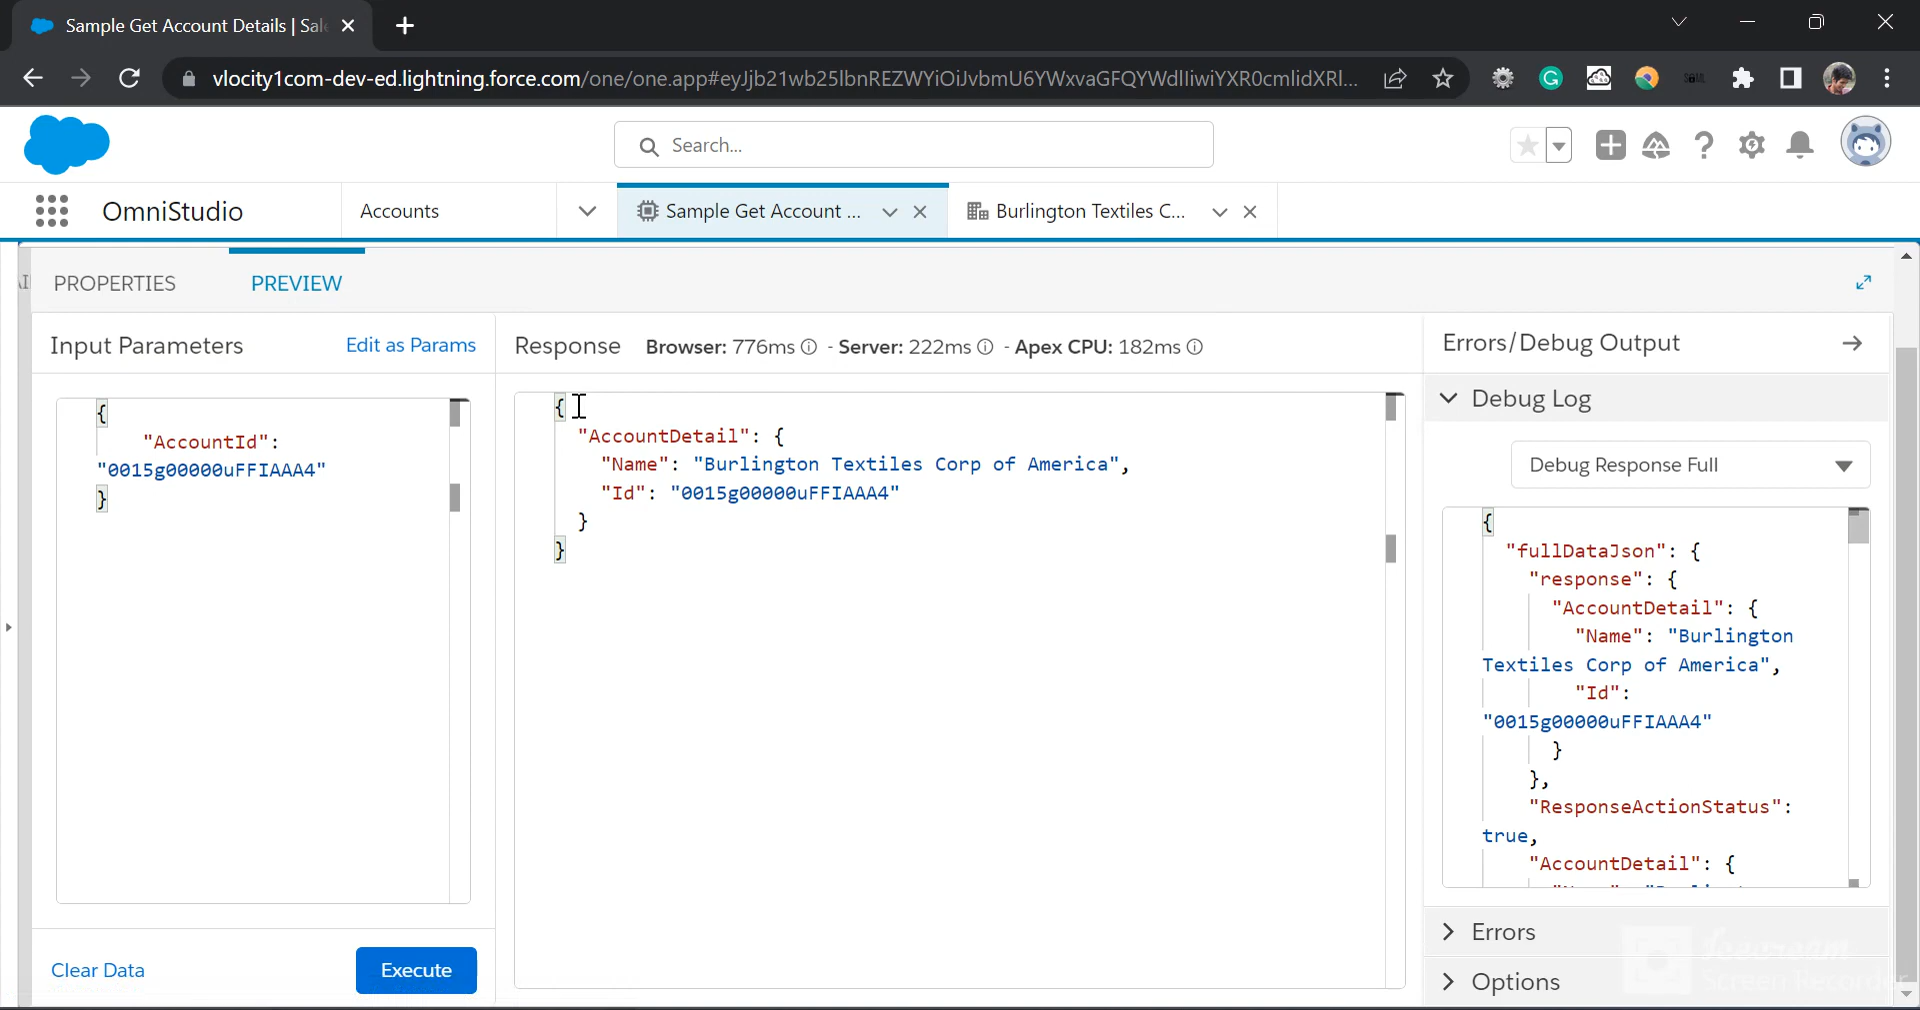 Sample Get Account Details | Sal
vlocity1com-dev-ed.lightning.force.com/one/one.app#eyJjb21wb25lbnREZWYiOiJvbmU6YWxvaGFQYWdlIiwiYXR0cmlidXRl...
Search...
OmniStudio
Accounts
Sample Get Account ...
Burlington Textiles C...
PROPERTIES
PREVIEW
Input Parameters
Edit as Params
{
"AccountId":
"0015g00000uFFIAAA4"
}
Clear Data
Execute
Response Browser: 776ms - Server: 222ms - Apex CPU: 182ms
{
"AccountDetail": {
"Name": "Burlington Textiles Corp of America",
"Id": "0015g00000uFFIAAA4"
}
}
Errors/Debug Output
Debug Log
Debug Response Full
{
"fullDataJson": {
"response": {
"AccountDetail": {
"Name": "Burlington
Textiles Corp of America",
"Id":
"0015g00000uFFIAAA4"
}
},
"ResponseActionStatus":
true,
"AccountDetail": {
Errors
Options
Icecream
Screen Recorder